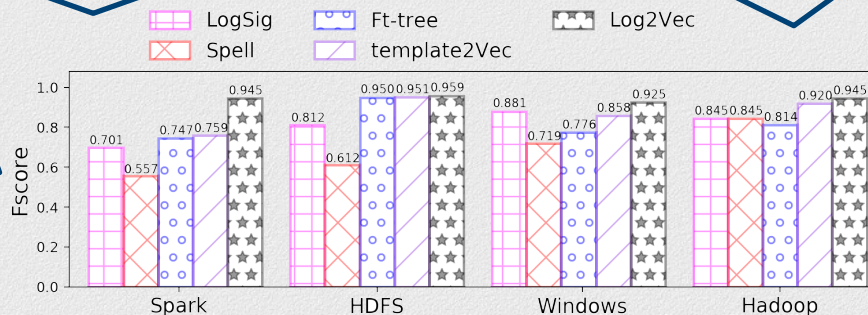 LogSig Ft-tree Log2Vec
Spell template2Vec
Fscore
1.0
0.8
0.6
0.4
0.2
0.0
0.701 0.557 0.747 0.759 0.945
0.812 0.612 0.950 0.951 0.959
0.881 0.719 0.776 0.858 0.925
0.845 0.845 0.814 0.920 0.945
Spark HDFS Windows Hadoop